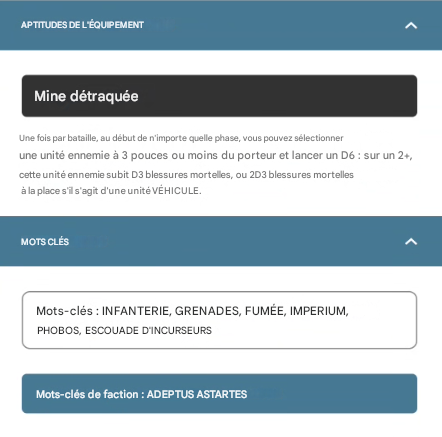 APTITUDES DE L'ÉQUIPEMENT
Mine détraquée
Une fois par bataille, au début de n'importe quelle phase, vous pouvez sélectionner
une unité ennemie à 3 pouces ou moins du porteur et lancer un D6 : sur un 2+,
cette unité ennemie subit D3 blessures mortelles, ou 2D3 blessures mortelles
à la place s'il s'agit d'une unité VÉHICULE.
MOTS CLÉS
Mots-clés : INFANTERIE, GRENADES, FUMÉE, IMPERIUM,
PHOBOS, ESCOUADE D'INCURSEURS
Mots-clés de faction : ADEPTUS ASTARTES